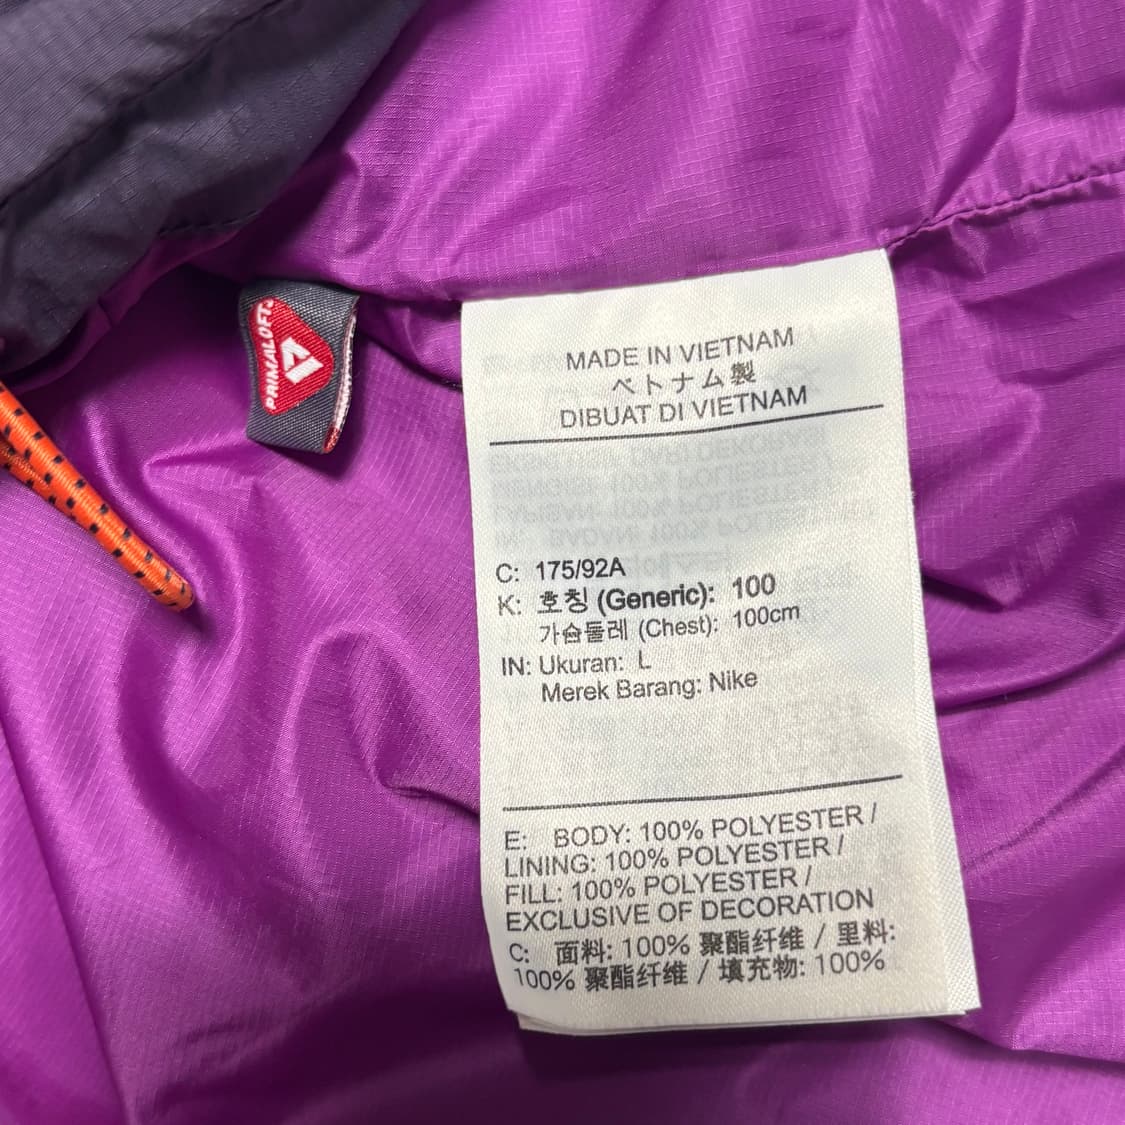 PRIMALOFT
MADE IN VIETNAM
ベトナム製
DIBUAT DI VIETNAM
C: 175/92A
K: 호칭 (Generic): 100
가슴둘레 (Chest): 100cm
IN: Ukuran: L
Merek Barang: Nike
E: BODY: 100% POLYESTER /
LINING: 100% POLYESTER /
FILL: 100% POLYESTER /
EXCLUSIVE OF DECORATION
C: 面料: 100% 聚酯纤维 / 里料:
100% 聚酯纤维 / 填充物: 100%